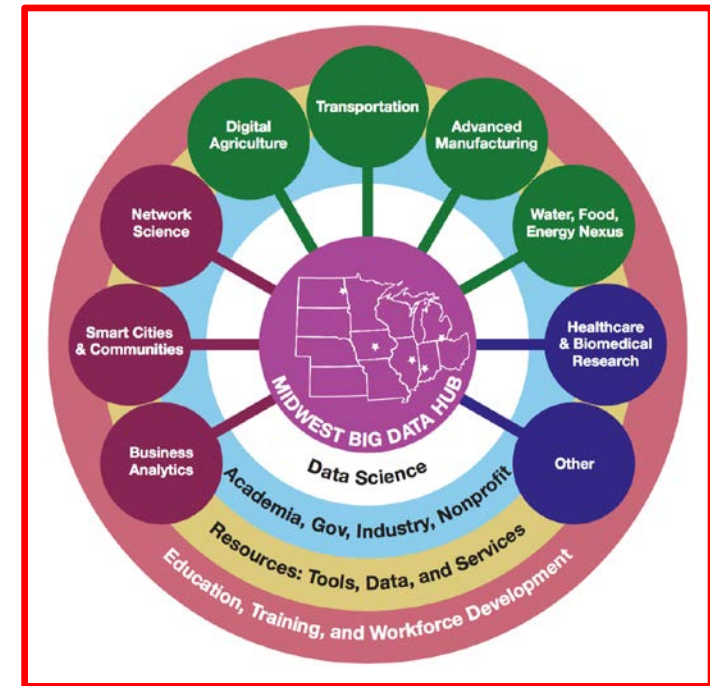 Transportation
Digital
Agriculture
Advanced
Manufacturing
Network
Science
Water, Food,
Energy Nexus
Smart Cities
& Communities
Healthcare
& Biomedical
Research
Business
Analytics
Other
MIDWEST BIG DATA HUB
Data Science
Academia, Gov, Industry, Nonprofit
Resources: Tools, Data, and Services
Education, Training, and Workforce Development